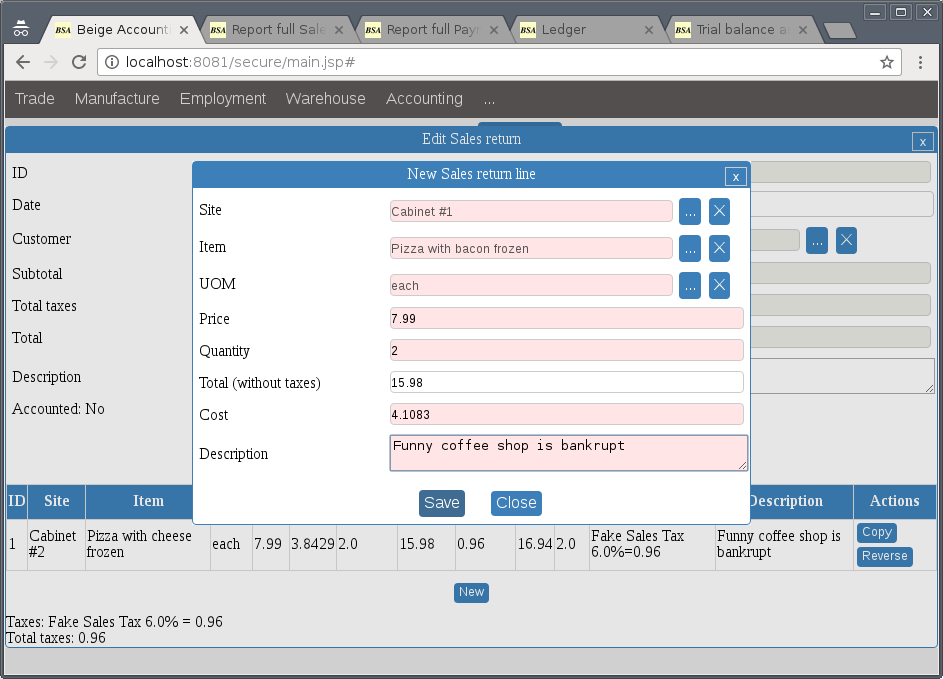 BSA Beige Account
BSA Report full Sale
BSA Report full Payr
BSA Ledger
BSA Trial balance a
localhost:8081/secure/main.jsp#
Trade Manufacture Employment Warehouse Accounting ...
Edit Sales return x
ID
Date
Customer ... X
Subtotal
Total taxes
Total
Description
Accounted: No
New Sales return line x
Site Cabinet #1 ... X
Item Pizza with bacon frozen ... X
UOM each ... X
Price 7.99
Quantity 2
Total (without taxes) 15.98
Cost 4.1083
Description Funny coffee shop is bankrupt
Save Close
ID Site Item Description Actions
1 Cabinet #2 Pizza with cheese frozen each 7.99 3.8429 2.0 15.98 0.96 16.94 2.0 Fake Sales Tax 6.0%=0.96 Funny coffee shop is bankrupt Copy Reverse
New
Taxes: Fake Sales Tax 6.0% = 0.96
Total taxes: 0.96